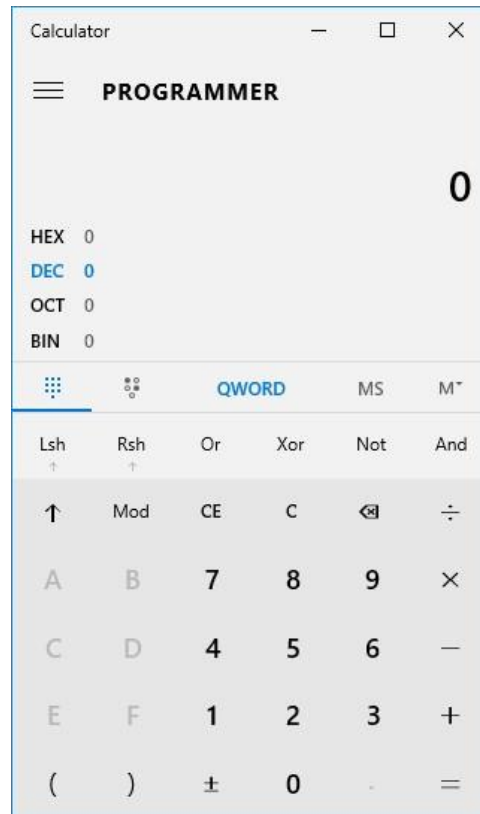 Calculator
PROGRAMMER
0
HEX 0
DEC 0
OCT 0
BIN 0
QWORD MS M
Lsh Rsh Or Xor Not And
↑ Mod CE C ÷
A B 7 8 9 ×
C D 4 5 6 −
E F 1 2 3 +
( ) ± 0 . =